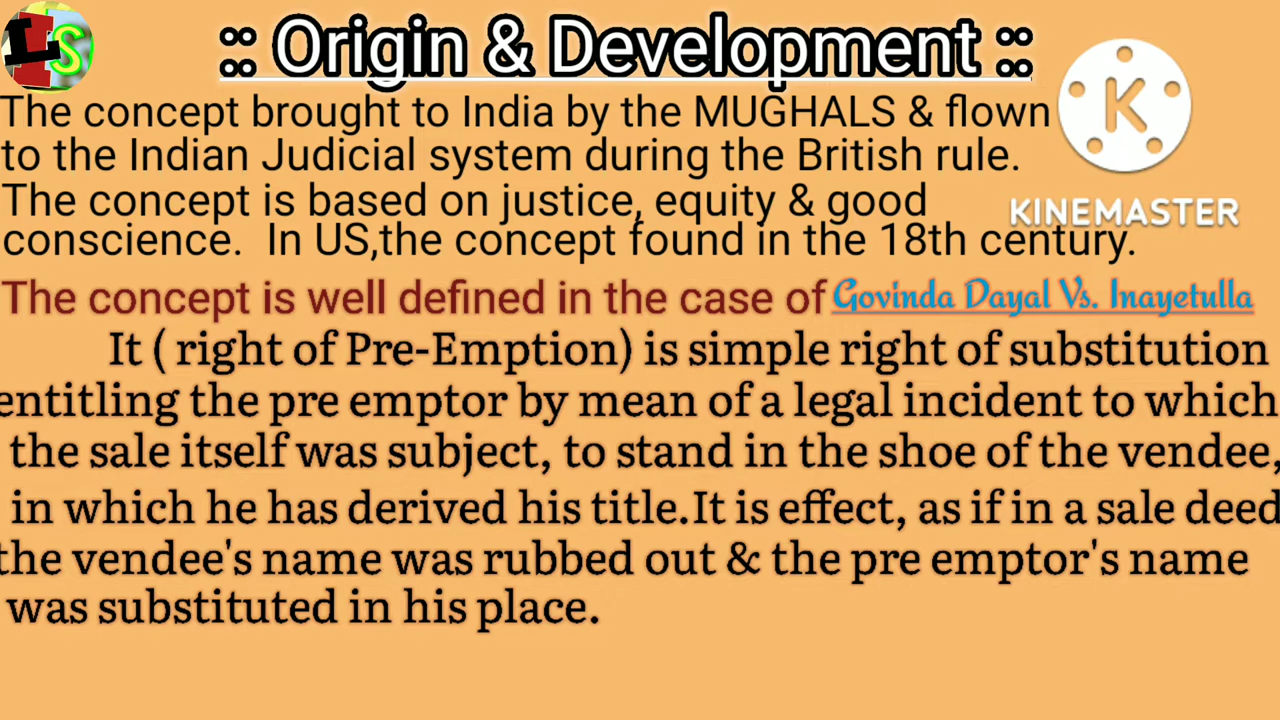 LS
:: Origin & Development ::
The concept brought to India by the MUGHALS & flown
to the Indian Judicial system during the British rule.
The concept is based on justice, equity & good
conscience. In US,the concept found in the 18th century.
K
KINEMASTER
The concept is well defined in the case of Govinda Dayal Vs. Inayetulla
It ( right of Pre-Emption) is simple right of substitution
entitling the pre emptor by mean of a legal incident to which
the sale itself was subject, to stand in the shoe of the vendee,
in which he has derived his title.It is effect, as if in a sale deed
the vendee's name was rubbed out & the pre emptor's name
was substituted in his place.